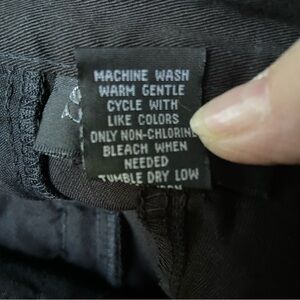 MACHINE WASH
WARM GENTLE
CYCLE WITH
LIKE COLORS
ONLY NON-CHLORINE
BLEACH WHEN
NEEDED
TUMBLE DRY LOW